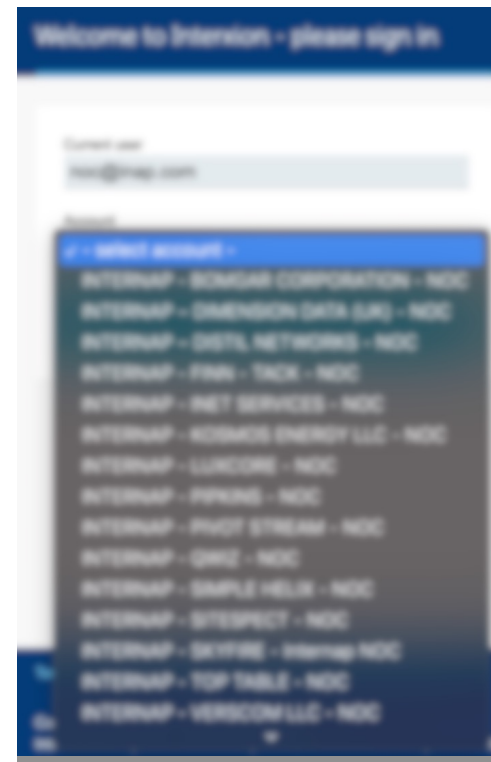 Welcome to Interxion - please sign in
Current user
noc@inap.com
Account
✓ - select account -
INTERNAP - BOMGAR CORPORATION - NOC
INTERNAP - DIMENSION DATA (UK) - NOC
INTERNAP - DISTIL NETWORKS - NOC
INTERNAP - FINN - TACK - NOC
INTERNAP - INET SERVICES - NOC
INTERNAP - KOSMOS ENERGY LLC - NOC
INTERNAP - LUXCORE - NOC
INTERNAP - PIPKINS - NOC
INTERNAP - PIVOT STREAM - NOC
INTERNAP - QWIZ - NOC
INTERNAP - SIMPLE HELIX - NOC
INTERNAP - SITESPECT - NOC
INTERNAP - SKYFIRE - Internap NOC
INTERNAP - TOP TABLE - NOC
INTERNAP - VERSCOM LLC - NOC